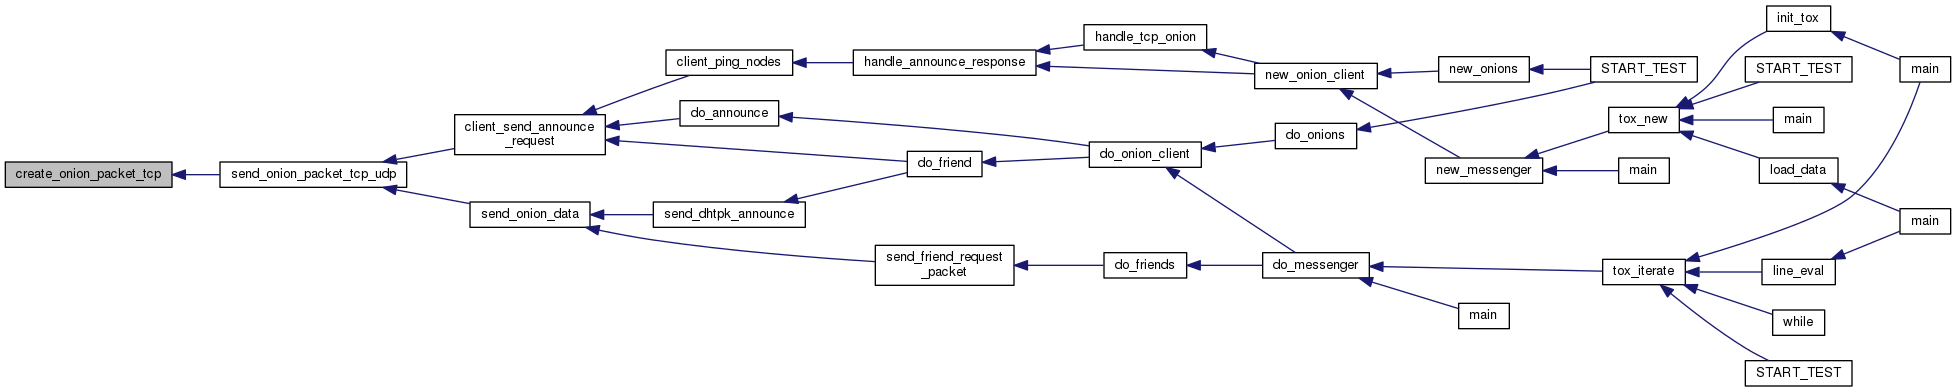 create_onion_packet_tcp
send_onion_packet_tcp_udp
client_send_announce
_request
send_onion_data
client_ping_nodes
do_announce
send_dhtpk_announce
handle_announce_response
do_friend
send_friend_request
_packet
handle_tcp_onion
do_onion_client
do_friends
new_onion_client
do_onions
do_messenger
new_onions
new_messenger
main
START_TEST
main
tox_new
tox_iterate
init_tox
START_TEST
main
load_data
line_eval
while
START_TEST
main
main